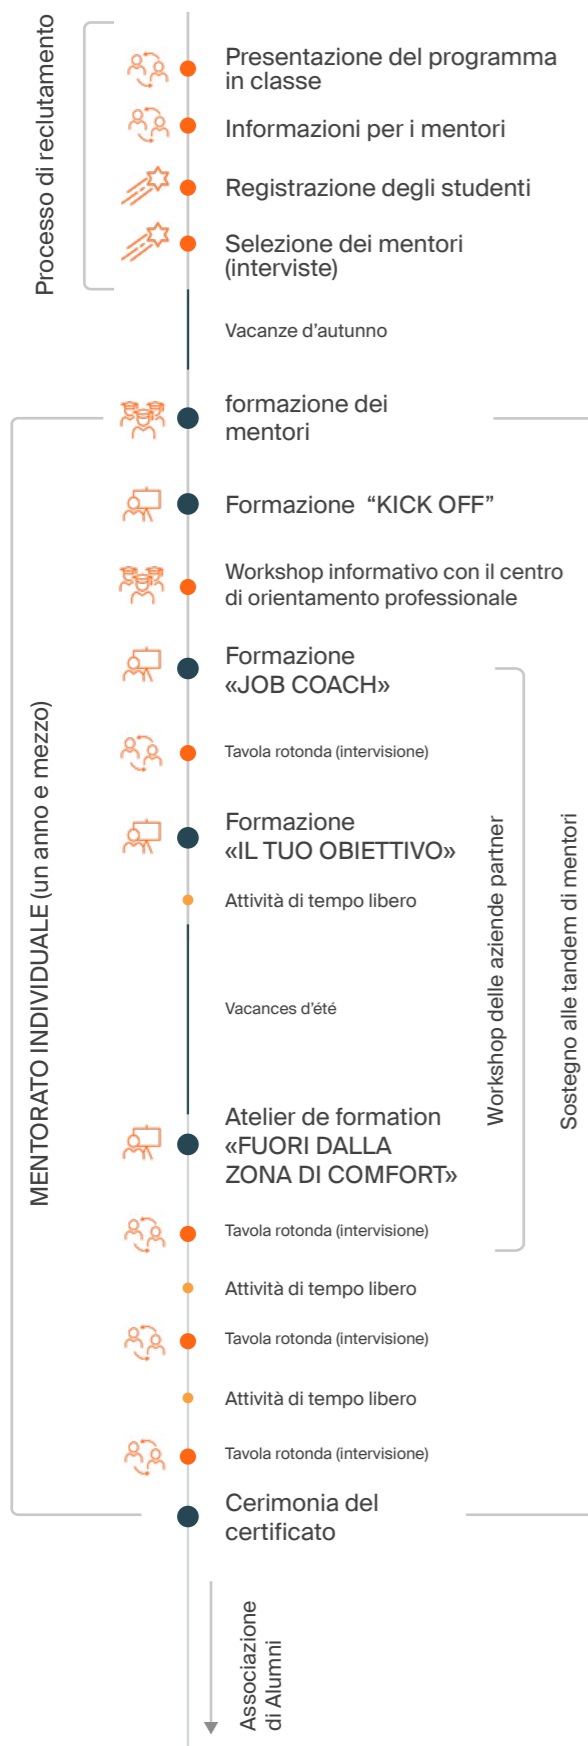 Processo di reclutamento
Presentazione del programma
in classe
Informazioni per i mentori
Registrazione degli studenti
Selezione dei mentori
(interviste)
Vacanze d'autunno
MENTORATO INDIVIDUALE (un anno e mezzo)
formazione dei
mentori
Formazione “KICK OFF”
Workshop informativo con il centro
di orientamento professionale
Formazione
«JOB COACH»
Tavola rotonda (intervisione)
Formazione
«IL TUO OBIETTIVO»
Attività di tempo libero
Vacances d'été
Atelier de formation
«FUORI DALLA
ZONA DI COMFORT»
Tavola rotonda (intervisione)
Workshop delle aziende partner
Sostegno alle tandem di mentori
Attività di tempo libero
Tavola rotonda (intervisione)
Attività di tempo libero
Tavola rotonda (intervisione)
Cerimonia del
certificato
Associazione
di Alumni